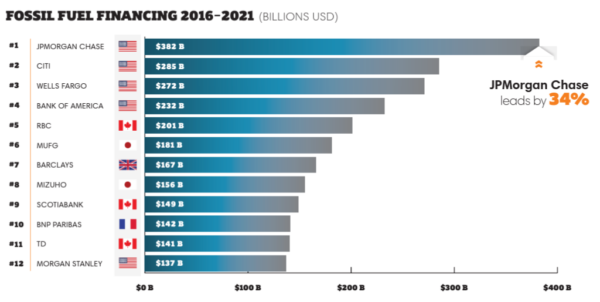 FOSSIL FUEL FINANCING 2016–2021 (BILLIONS USD)
#1 JPMORGAN CHASE $382 B
#2 CITI $285 B
#3 WELLS FARGO $272 B
#4 BANK OF AMERICA $232 B
#5 RBC $201 B
#6 MUFG $181 B
#7 BARCLAYS $167 B
#8 MIZUHO $156 B
#9 SCOTIABANK $149 B
#10 BNP PARIBAS $142 B
#11 TD $141 B
#12 MORGAN STANLEY $137 B
JPMorgan Chase
leads by 34%
$0 B $100 B $200 B $300 B $400 B